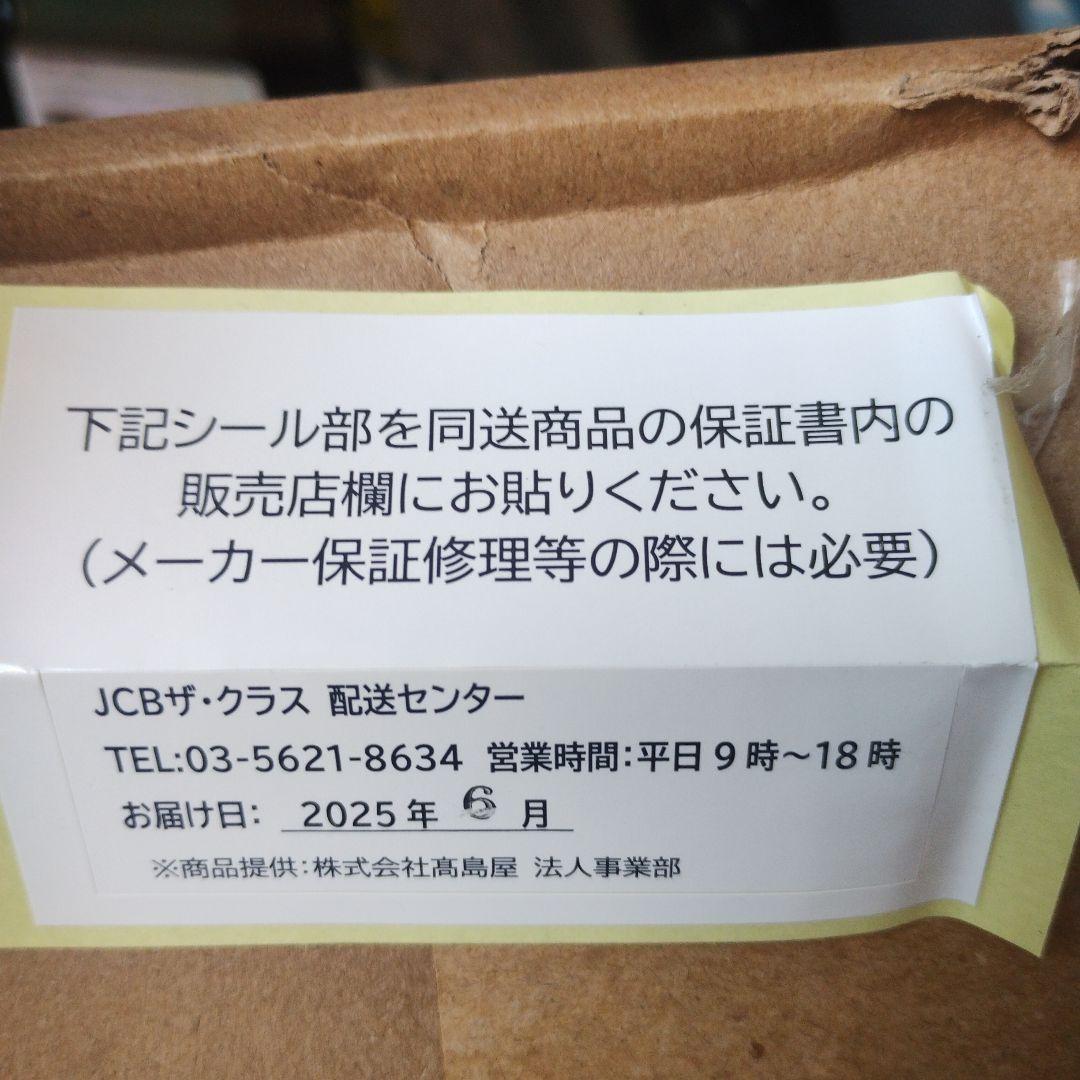 下記シール部を同送商品の保証書内の
販売店欄にお貼りください。
（メーカー保証修理等の際には必要）
JCBザ・クラス 配送センター
TEL:03-5621-8634 営業時間：平日9時～18時
お届け日： 2025年 6 月
※商品提供：株式会社髙島屋 法人事業部